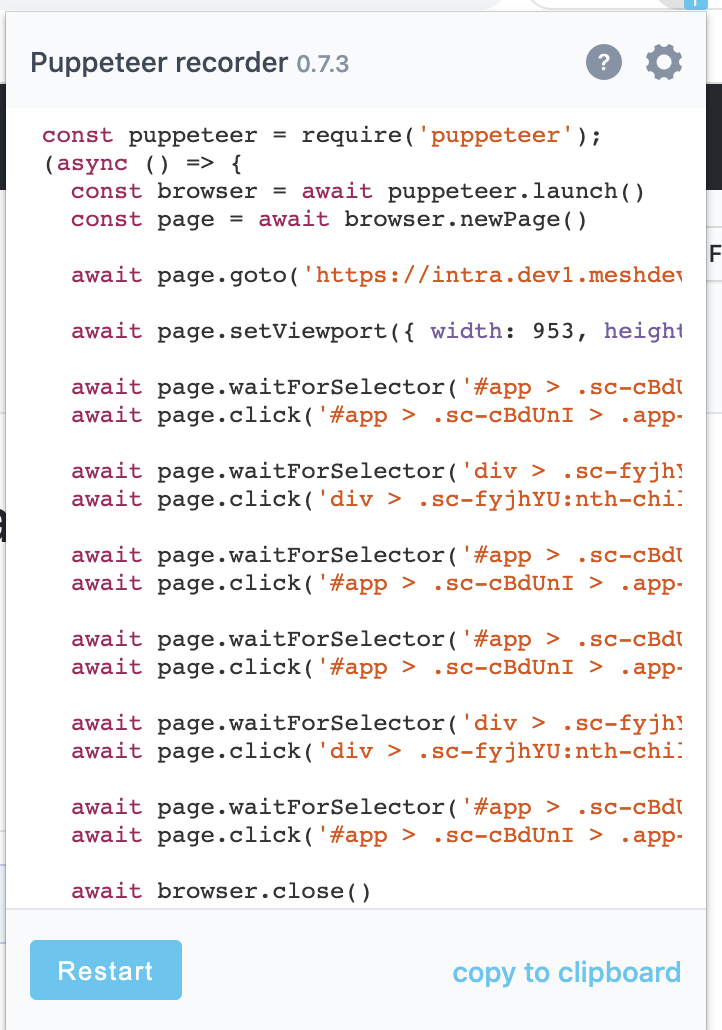 Puppeteer recorder 0.7.3
?
const puppeteer = require('puppeteer');
(async () => {
const browser = await puppeteer.launch()
const page = await browser.newPage()
await page.goto('https://intra.dev1.meshdev
await page.setViewport({ width: 953, height
await page.waitForSelector('#app > .sc-cBdU
await page.click('#app > .sc-cBdUnI > .app-
await page.waitForSelector('div > .sc-fyjhY
await page.click('div > .sc-fyjhYU:nth-chil
await page.waitForSelector('#app > .sc-cBdU
await page.click('#app > .sc-cBdUnI > .app-
await page.waitForSelector('#app > .sc-cBdU
await page.click('#app > .sc-cBdUnI > .app-
await page.waitForSelector('div > .sc-fyjhY
await page.click('div > .sc-fyjhYU:nth-chil
await page.waitForSelector('#app > .sc-cBdU
await page.click('#app > .sc-cBdUnI > .app-
await browser.close()
Restart
copy to clipboard